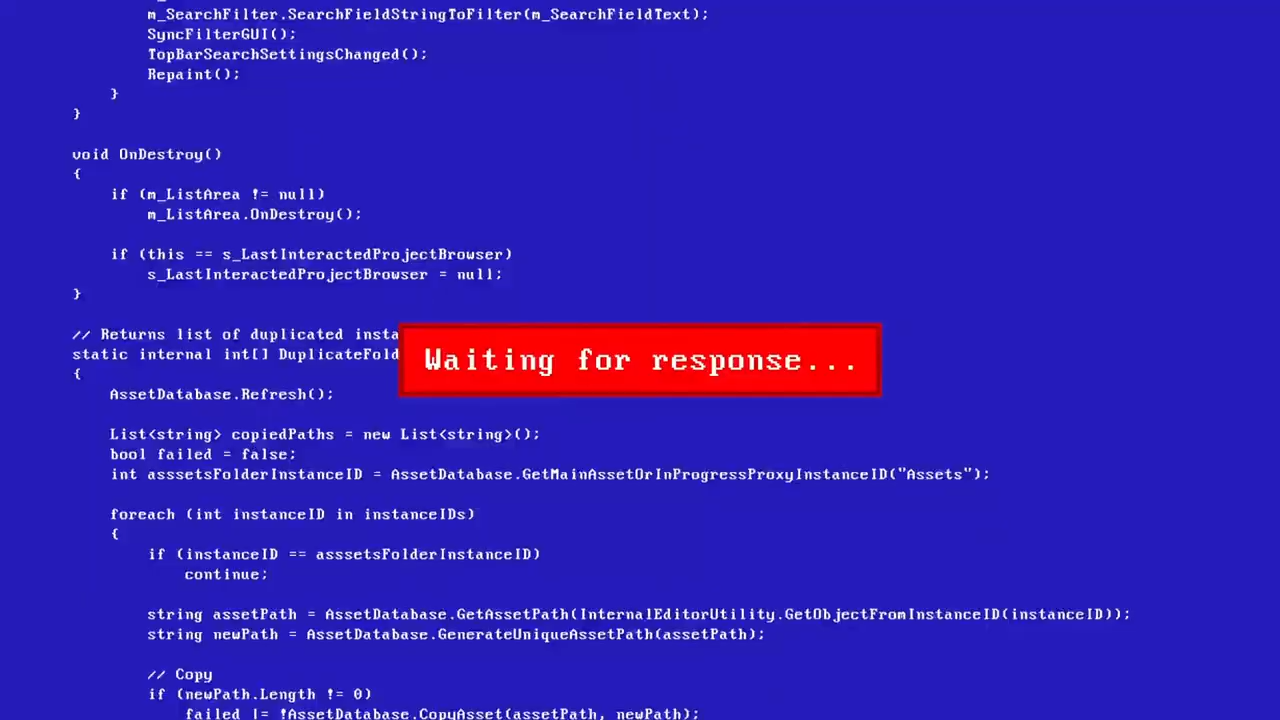 m_SearchFilter.SearchFieldStringToFilter(m_SearchFieldText);
SyncFilterGUI();
TopBarSearchSettingsChanged();
Repaint();
}
}
void OnDestroy()
{
if (m_ListArea != null)
m_ListArea.OnDestroy();
if (this == s_LastInteractedProjectBrowser)
s_LastInteractedProjectBrowser = null;
}
// Returns list of duplicated insta
static internal int[] DuplicateFold
Waiting for response...
{
AssetDatabase.Refresh();
List<string> copiedPaths = new List<string>();
bool failed = false;
int asssetsFolderInstanceID = AssetDatabase.GetMainAssetOrInProgressProxyInstanceID("Assets");
foreach (int instanceID in instanceIDs)
{
if (instanceID == asssetsFolderInstanceID)
continue;
string assetPath = AssetDatabase.GetAssetPath(InternalEditorUtility.GetObjectFromInstanceID(instanceID));
string newPath = AssetDatabase.GenerateUniqueAssetPath(assetPath);
// Copy
if (newPath.Length != 0)
failed |= !AssetDatabase.CopyAsset(assetPath, newPath);